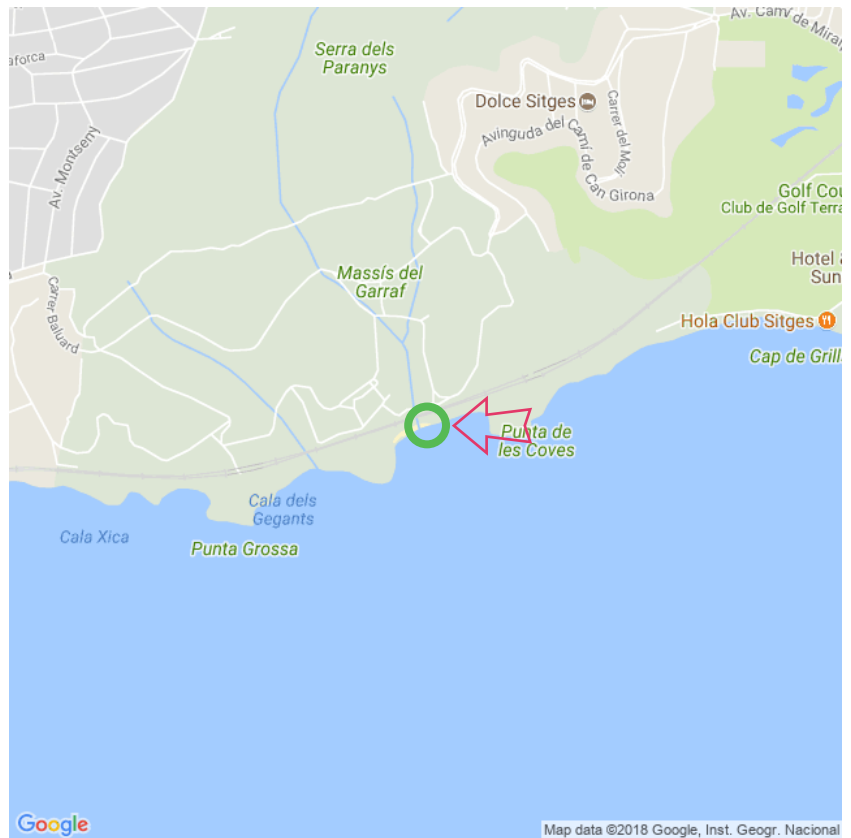 Av. Camí de Miral
Serra dels
Paranys
aforca
Dolce Sitges
Carrer del Molí
Avinguda del Camí de Can Girona
Av. Montseny
Golf Cou
Club de Golf Terra
Massís del
Garraf
Hotel &
Sun
Carrer Baluard
Hola Club Sitges
Cap de Grills
Punta de
les Coves
Cala dels
Gegants
Cala Xica
Punta Grossa
Google
Map data ©2018 Google, Inst. Geogr. Nacional